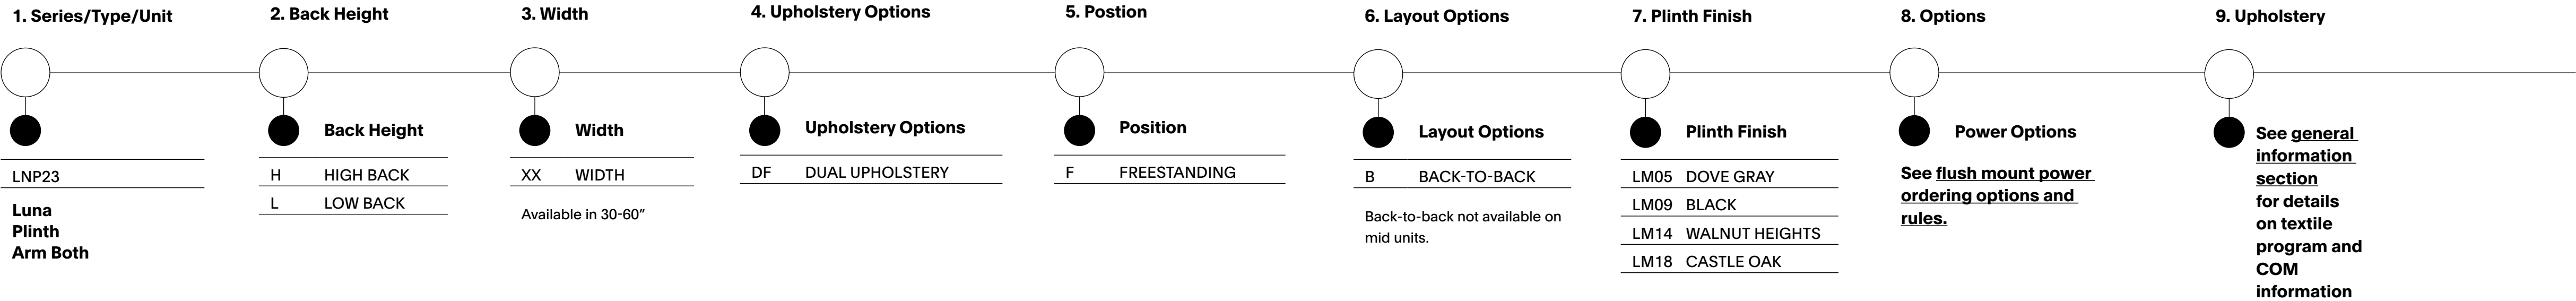 1. Series/Type/Unit
LNP23
Luna
Plinth
Arm Both
2. Back Height
Back Height
H HIGH BACK
L LOW BACK
3. Width
Width
XX WIDTH
Available in 30-60”
4. Upholstery Options
Upholstery Options
DF DUAL UPHOLSTERY
5. Postion
Position
F FREESTANDING
6. Layout Options
Layout Options
B BACK-TO-BACK
Back-to-back not available on
mid units.
7. Plinth Finish
Plinth Finish
LM05 DOVE GRAY
LM09 BLACK
LM14 WALNUT HEIGHTS
LM18 CASTLE OAK
8. Options
Power Options
See flush mount power
ordering options and
rules.
9. Upholstery
See general
information
section
for details
on textile
program and
COM
information